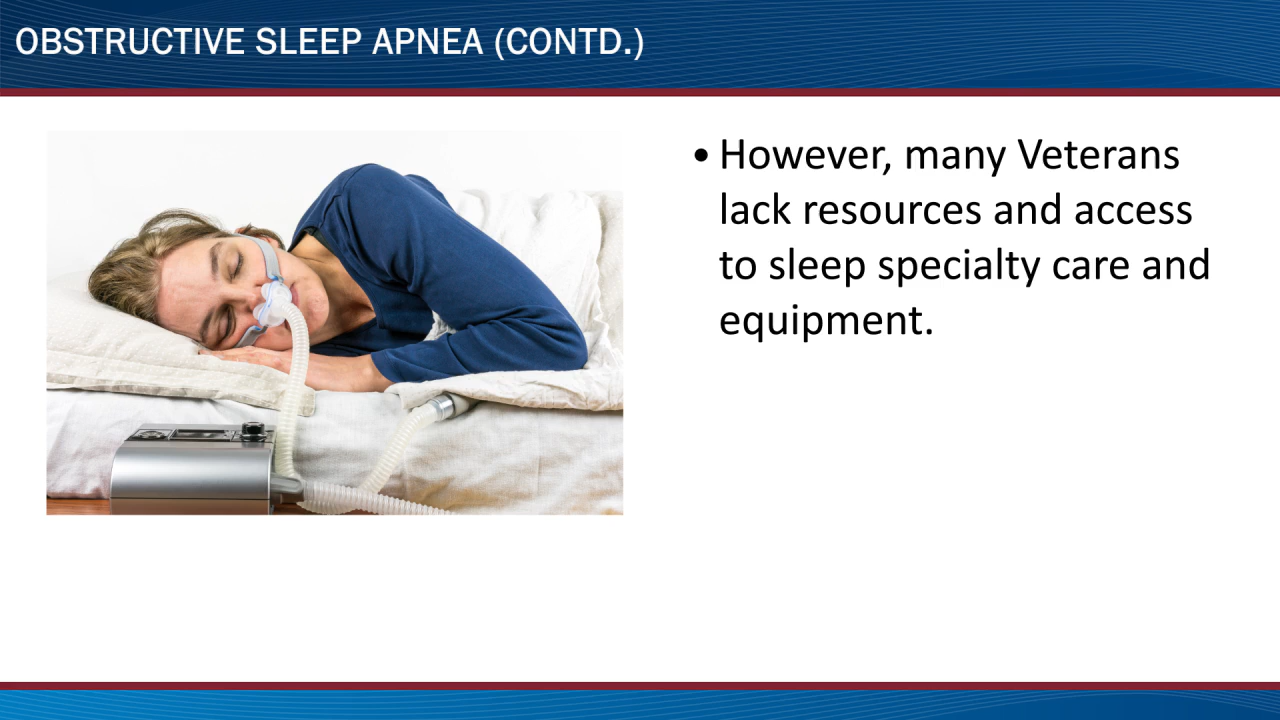 OBSTRUCTIVE SLEEP APNEA (CONTD.)
• However, many Veterans
lack resources and access
to sleep specialty care and
equipment.